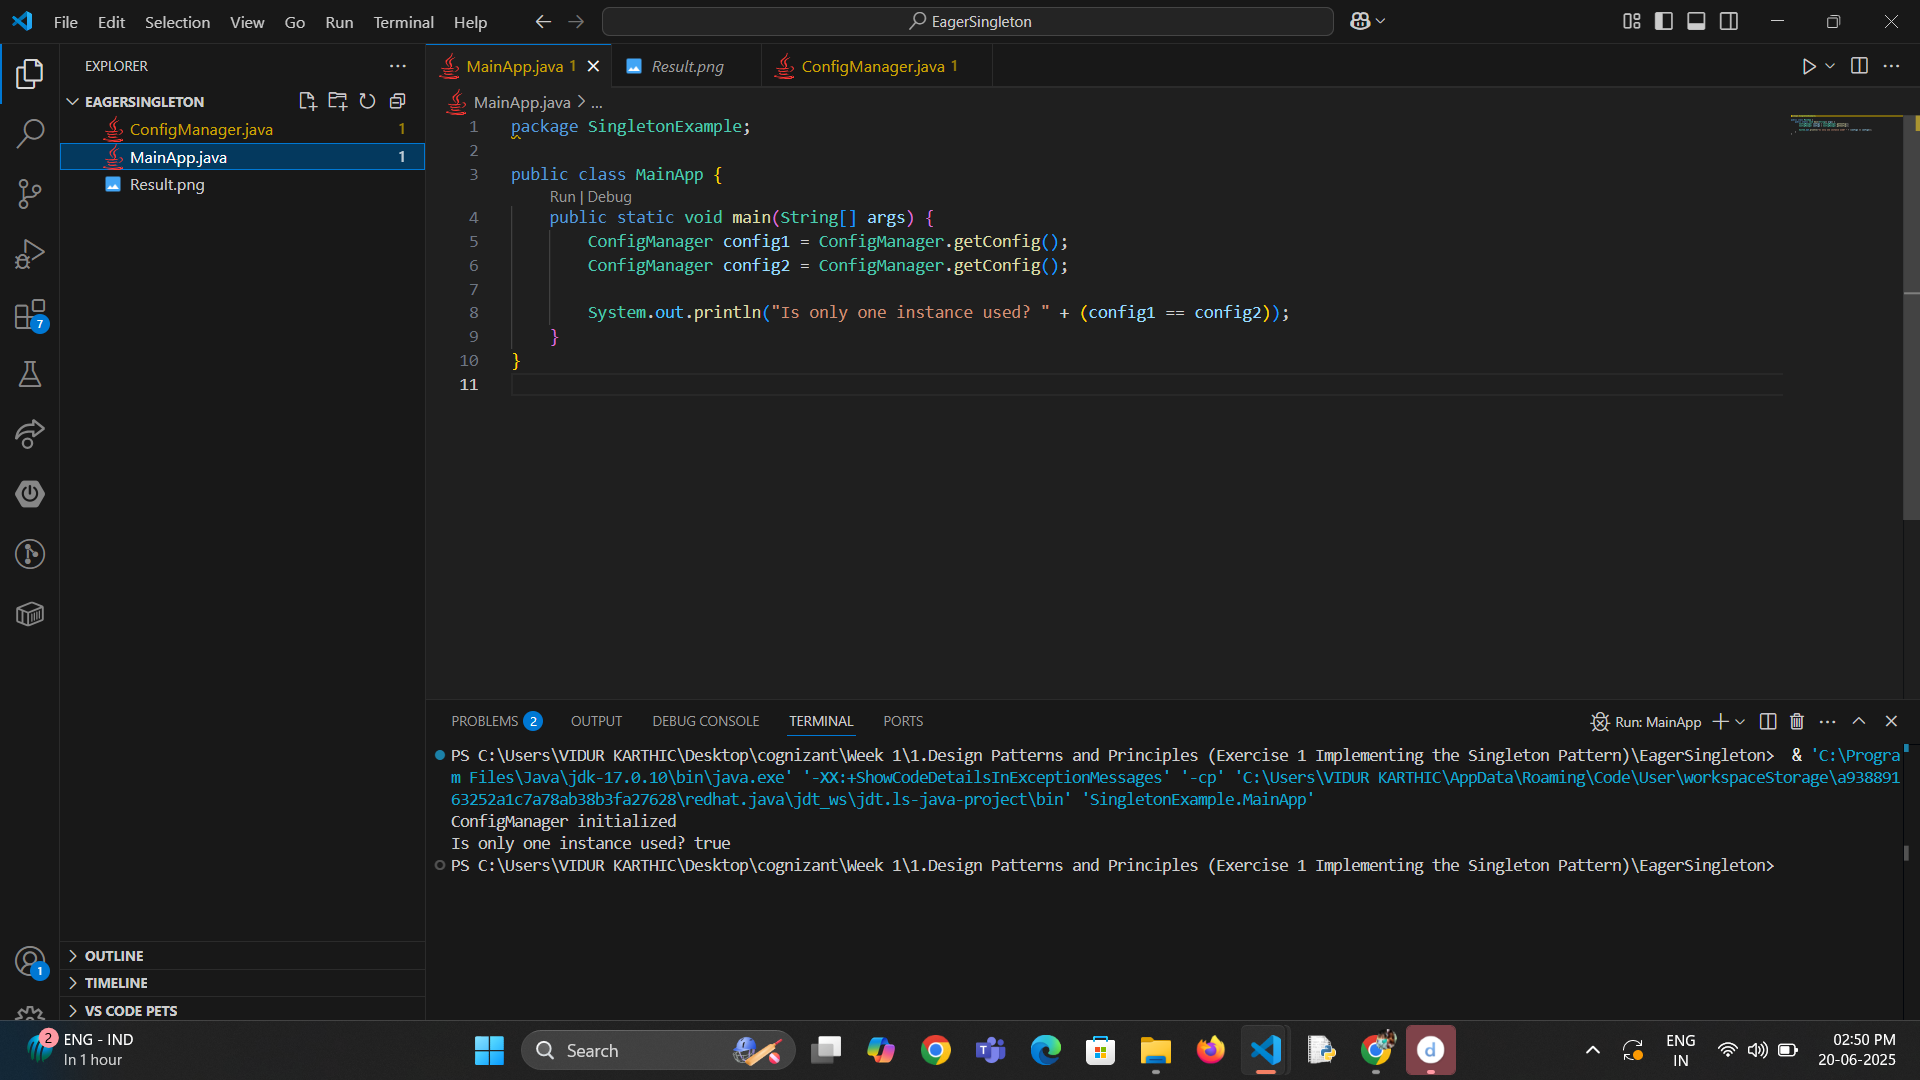 File Edit Selection View Go Run Terminal Help
EagerSingleton
EXPLORER
EAGERSINGLETON
ConfigManager.java 1
MainApp.java 1
Result.png
7
1
OUTLINE
TIMELINE
VS CODE PETS
MainApp.java 1
Result.png
ConfigManager.java 1
MainApp.java > ...
1 package SingletonExample;
2
3 public class MainApp {
Run | Debug
4 public static void main(String[] args) {
5 ConfigManager config1 = ConfigManager.getConfig();
6 ConfigManager config2 = ConfigManager.getConfig();
7
8 System.out.println("Is only one instance used? " + (config1 == config2));
9 }
10 }
11
PROBLEMS 2 OUTPUT DEBUG CONSOLE TERMINAL PORTS
Run: MainApp
PS C:\Users\VIDUR KARTHIC\Desktop\cognizant\Week 1\1.Design Patterns and Principles (Exercise 1 Implementing the Singleton Pattern)\EagerSingleton> & 'C:\Progra
m Files\Java\jdk-17.0.10\bin\java.exe' '-XX:+ShowCodeDetailsInExceptionMessages' '-cp' 'C:\Users\VIDUR KARTHIC\AppData\Roaming\Code\User\workspaceStorage\a938891
63252a1c7a78ab38b3fa27628\redhat.java\jdt_ws\jdt.ls-java-project\bin' 'SingletonExample.MainApp'
ConfigManager initialized
Is only one instance used? true
PS C:\Users\VIDUR KARTHIC\Desktop\cognizant\Week 1\1.Design Patterns and Principles (Exercise 1 Implementing the Singleton Pattern)\EagerSingleton>
2
ENG - IND
In 1 hour
Search
d
ENG
IN
02:50 PM
20-06-2025